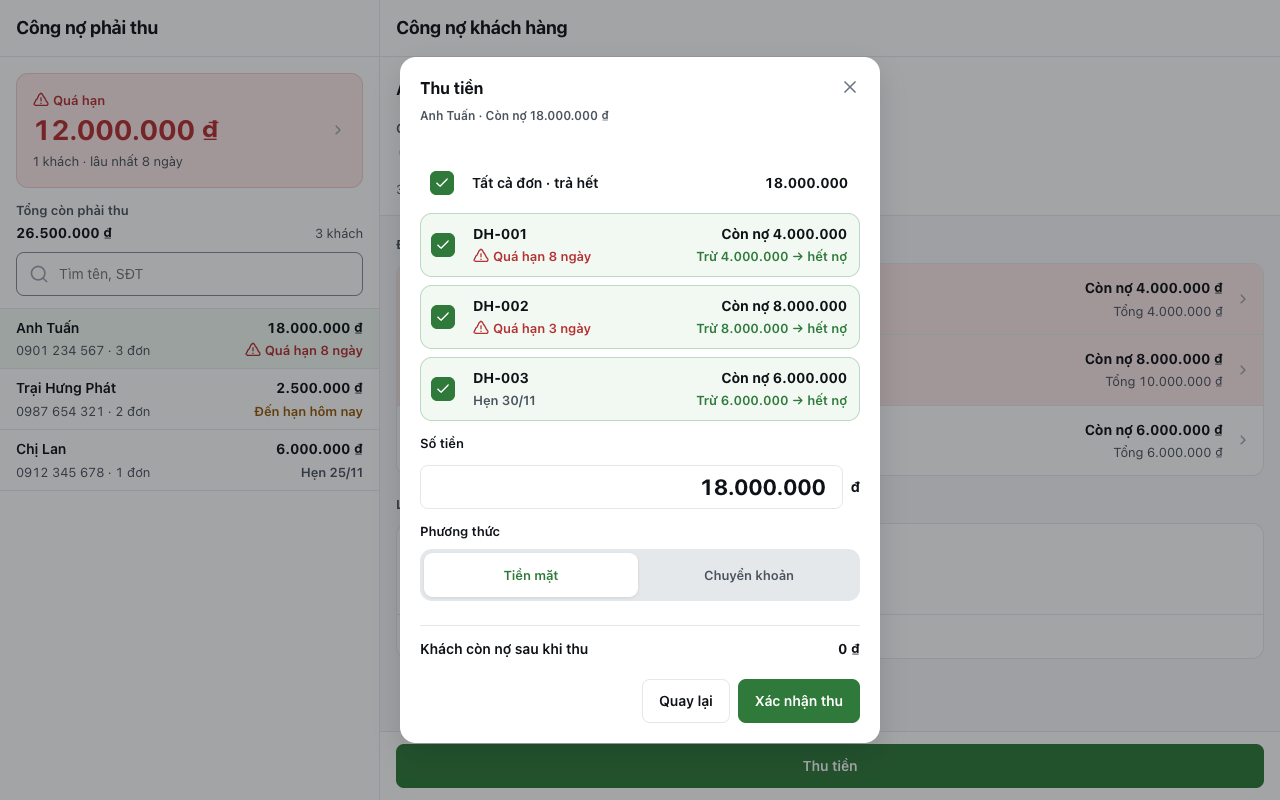 Công nợ phải thu
Quá hạn
12.000.000 ₫
1 khách · lâu nhất 8 ngày
Tổng còn phải thu
26.500.000 ₫
3 khách
Tìm tên, SĐT
Anh Tuấn
18.000.000 ₫
0901 234 567 · 3 đơn
Quá hạn 8 ngày
Trại Hưng Phát
2.500.000 ₫
0987 654 321 · 2 đơn
Đến hạn hôm nay
Chị Lan
6.000.000 ₫
0912 345 678 · 1 đơn
Hẹn 25/11
Công nợ khách hàng
Thu tiền
Anh Tuấn · Còn nợ 18.000.000 ₫
Tất cả đơn · trả hết
18.000.000
DH-001
Còn nợ 4.000.000
Quá hạn 8 ngày
Trừ 4.000.000 → hết nợ
DH-002
Còn nợ 8.000.000
Quá hạn 3 ngày
Trừ 8.000.000 → hết nợ
DH-003
Còn nợ 6.000.000
Hẹn 30/11
Trừ 6.000.000 → hết nợ
Số tiền
18.000.000 đ
Phương thức
Tiền mặt
Chuyển khoản
Khách còn nợ sau khi thu
0 ₫
Quay lại
Xác nhận thu
Còn nợ 4.000.000 ₫
Tổng 4.000.000 ₫
Còn nợ 8.000.000 ₫
Tổng 10.000.000 ₫
Còn nợ 6.000.000 ₫
Tổng 6.000.000 ₫
Thu tiền